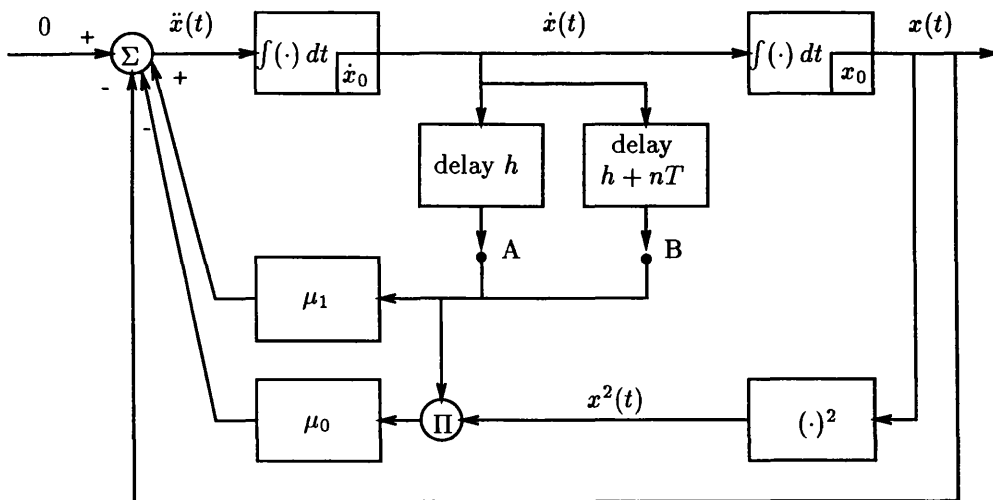 0
+
Σ
ẍ(t)
∫(·) dt
ẋ₀
ẋ(t)
∫(·) dt
x₀
x(t)
-
+
-
delay h
delay
h + nT
A
B
μ₁
μ₀
Π
x²(t)
(·)²